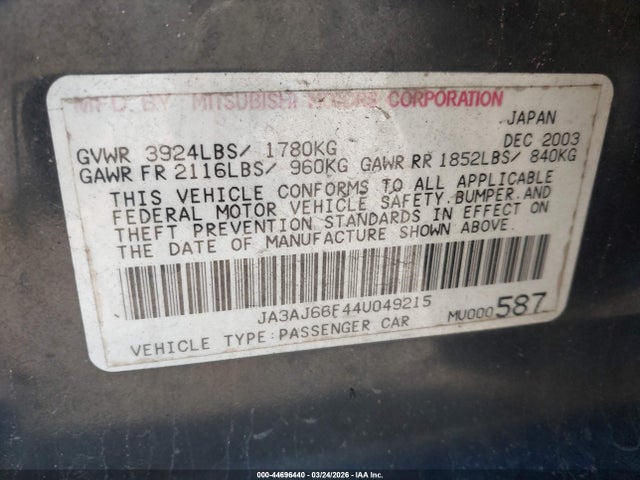 MFD BY MITSUBISHI MOTORS CORPORATION
JAPAN
GVWR 3924LBS/ 1780KG DEC 2003
GAWR FR 2116LBS/ 960KG GAWR RR 1852LBS/ 840KG
THIS VEHICLE CONFORMS TO ALL APPLICABLE
FEDERAL MOTOR VEHICLE SAFETY,BUMPER,AND
THEFT PREVENTION STANDARDS IN EFFECT ON
THE DATE OF MANUFACTURE SHOWN ABOVE.
JA3AJ66E44U049215
VEHICLE TYPE:PASSENGER CAR MU000587
000-44696440 - 03/24/2026 - IAA Inc.